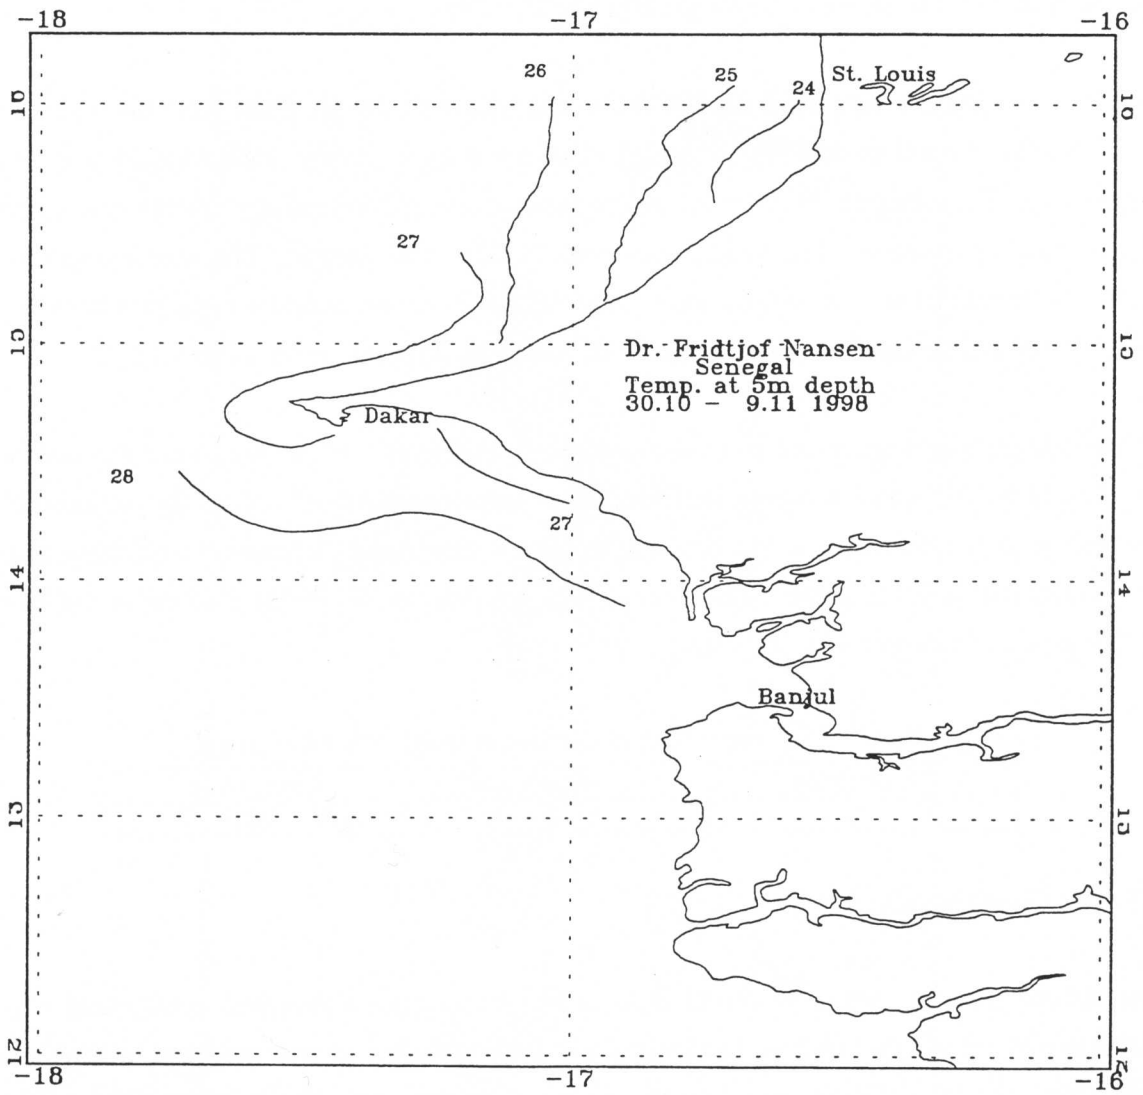 -18 -17 -16
26 25 St. Louis
24
16 16
27
15 15
Dr. Fridtjof Nansen
Senegal
Temp. at 5m depth
30.10 - 9.11 1998
Dakar
28
27
14 14
Banjul
13 13
12 12
-18 -17 -16